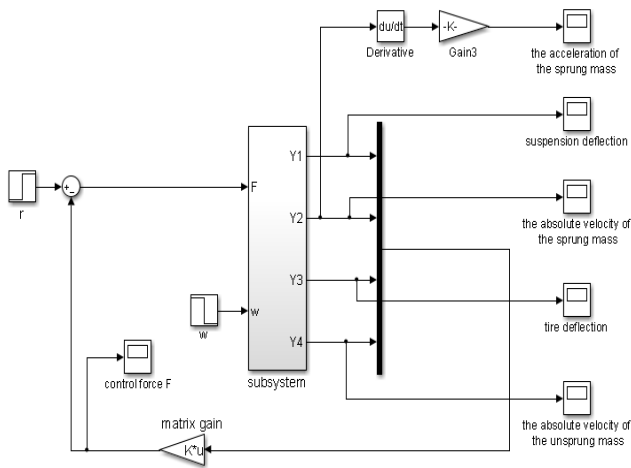 du/dt
Derivative
-K-
Gain3
the acceleration of
the sprung mass
suspension deflection
the absolute velocity of
the sprung mass
tire deflection
the absolute velocity of
the unsprung mass
r
+
-
F
w
Y1
Y2
Y3
Y4
subsystem
w
control force F
matrix gain
K*u